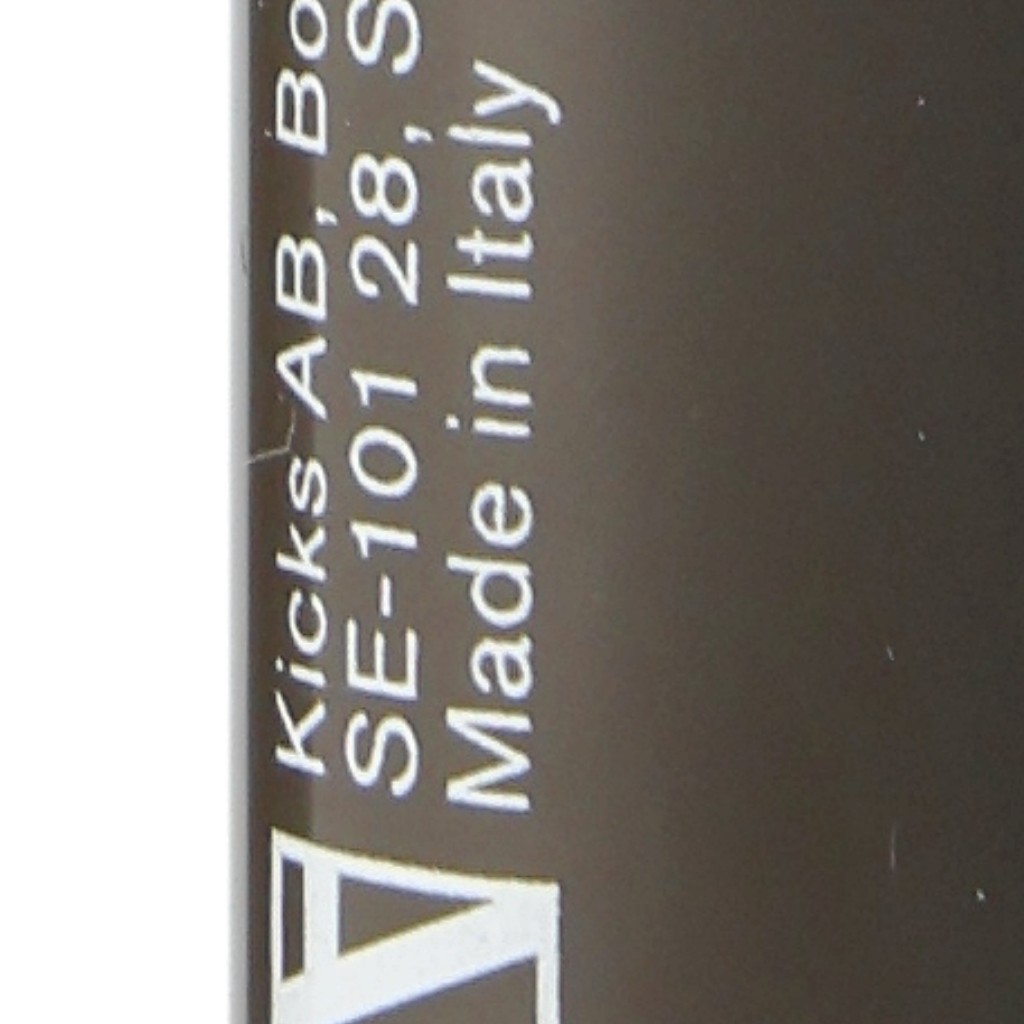 Kicks AB, Bo
SE-101 28, S
Made in Italy